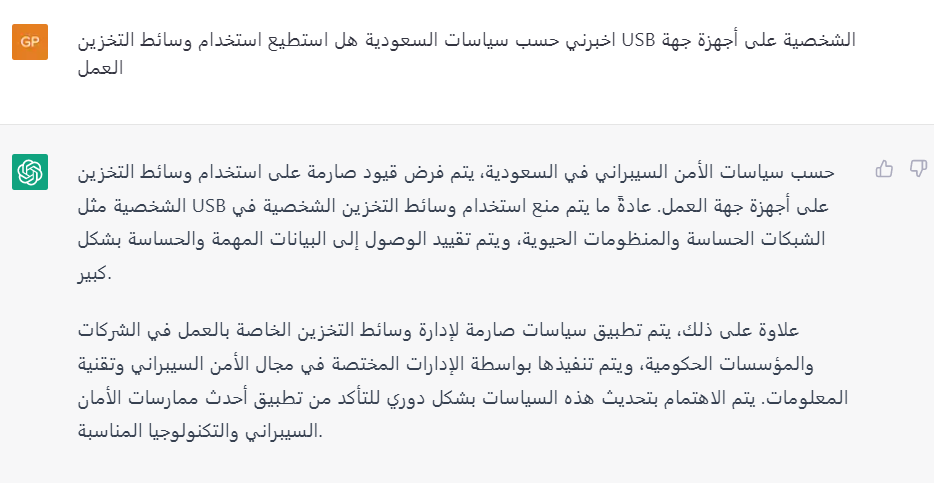 GP
الشخصية على أجهزة جهة USB اخبرني حسب سياسات السعودية هل استطيع استخدام وسائط التخزين
العمل
حسب سياسات الأمن السيبراني في السعودية، يتم فرض قيود صارمة على استخدام وسائط التخزين
على أجهزة جهة العمل. عادةً ما يتم منع استخدام وسائط التخزين الشخصية في USB الشخصية مثل
الشبكات الحساسة والمنظومات الحيوية، ويتم تقييد الوصول إلى البيانات المهمة والحساسة بشكل
كبير.
علاوة على ذلك، يتم تطبيق سياسات صارمة لإدارة وسائط التخزين الخاصة بالعمل في الشركات
والمؤسسات الحكومية، ويتم تنفيذها بواسطة الإدارات المختصة في مجال الأمن السيبراني وتقنية
المعلومات. يتم الاهتمام بتحديث هذه السياسات بشكل دوري للتأكد من تطبيق أحدث ممارسات الأمان
السيبراني والتكنولوجيا المناسبة.